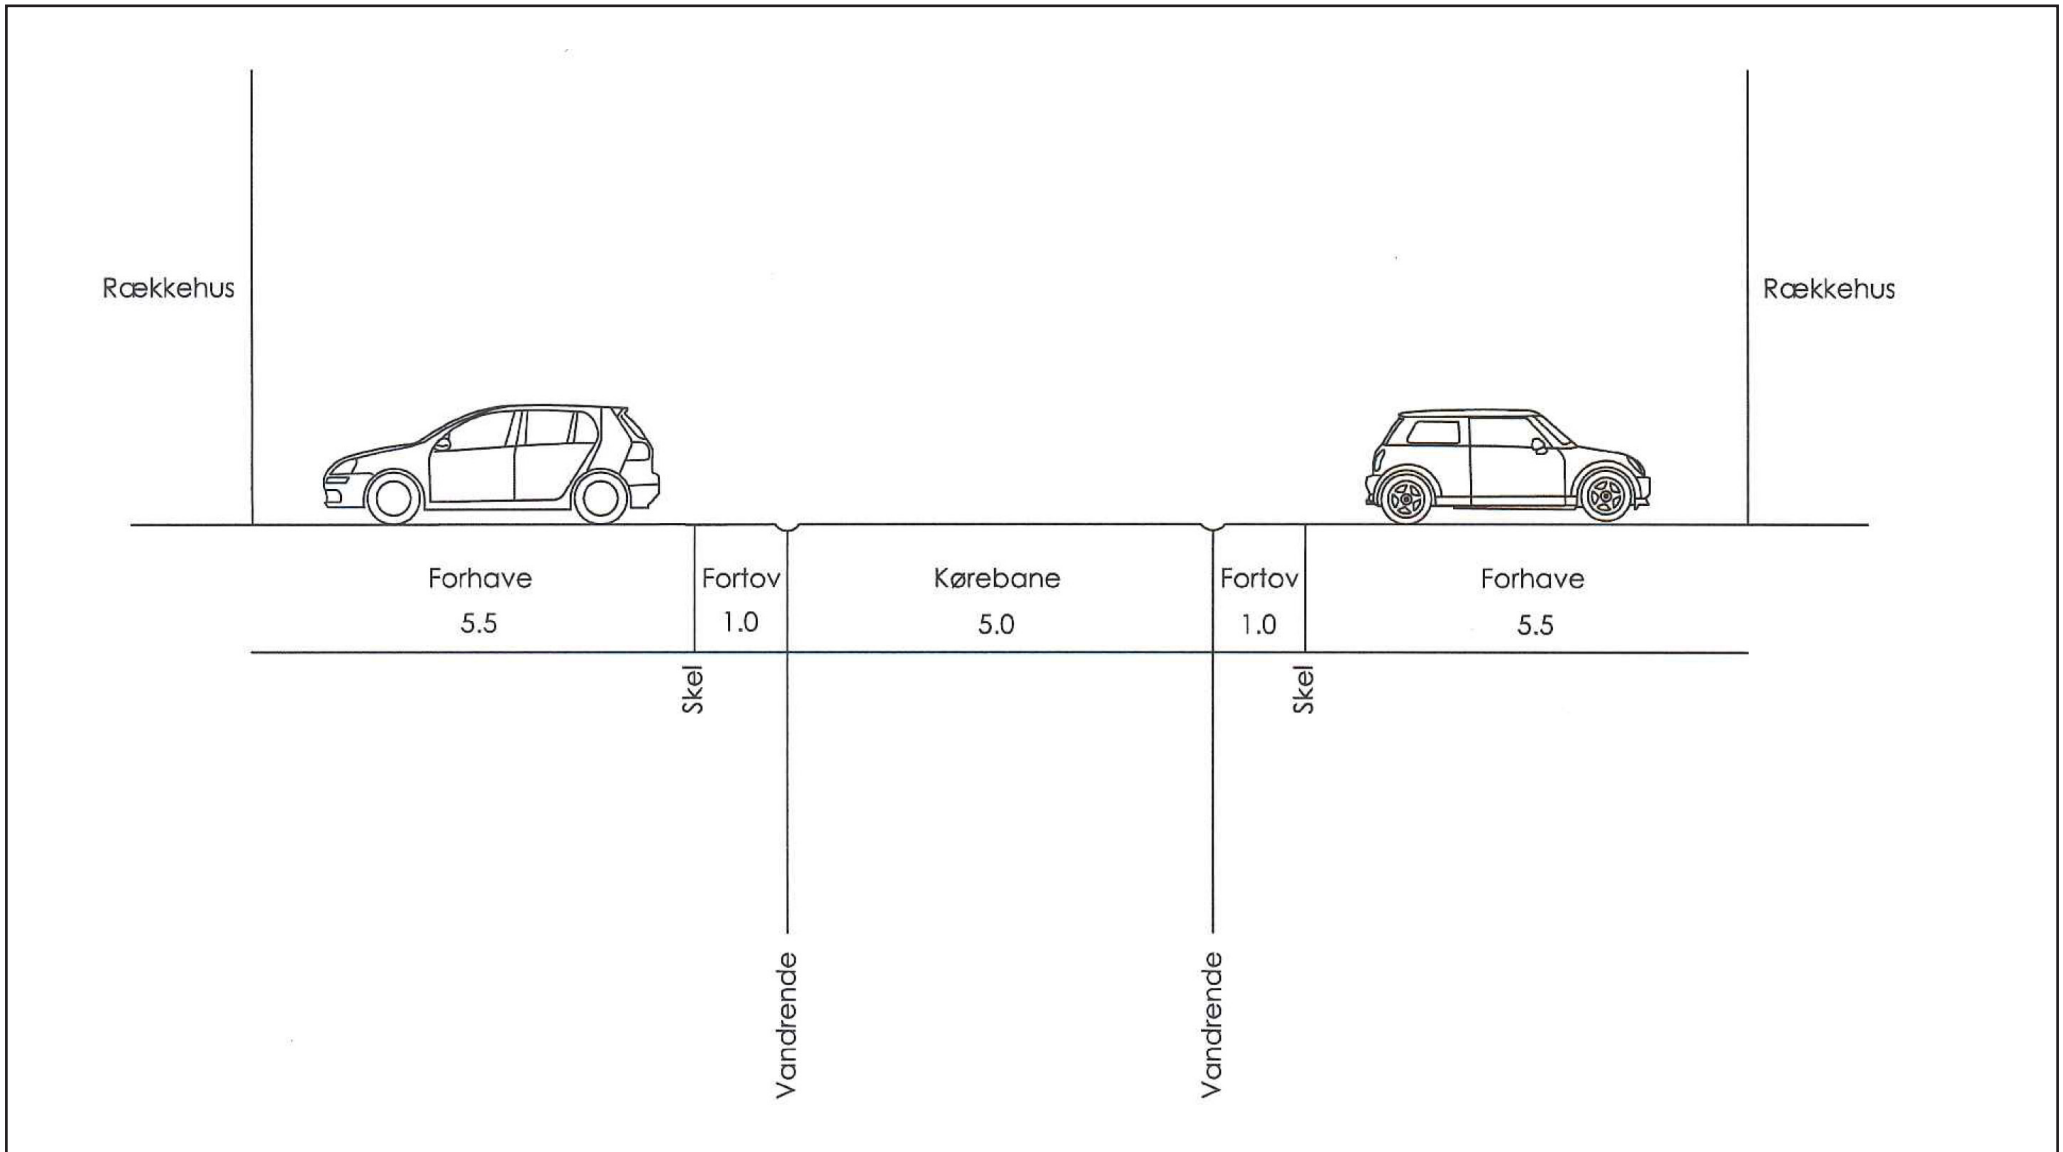 Rækkehus
Rækkehus
Forhave
Fortov
Kørebane
Fortov
Forhave
5.5
1.0
5.0
1.0
5.5
Skel
Skel
Vandrende
Vandrende